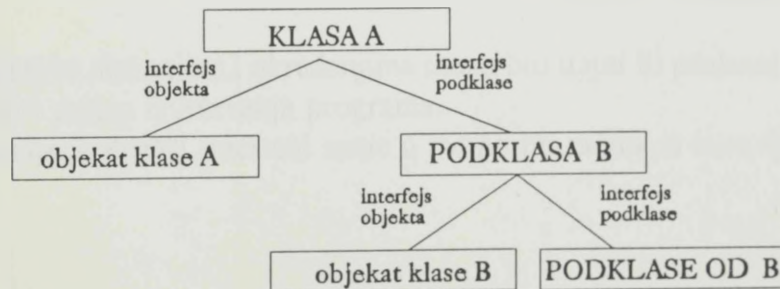 KLASA A
interfejs
objekta
interfejs
podklase
objekat klase A
PODKLASA B
interfejs
objekta
interfejs
podklase
objekat klase B
PODKLASE OD B